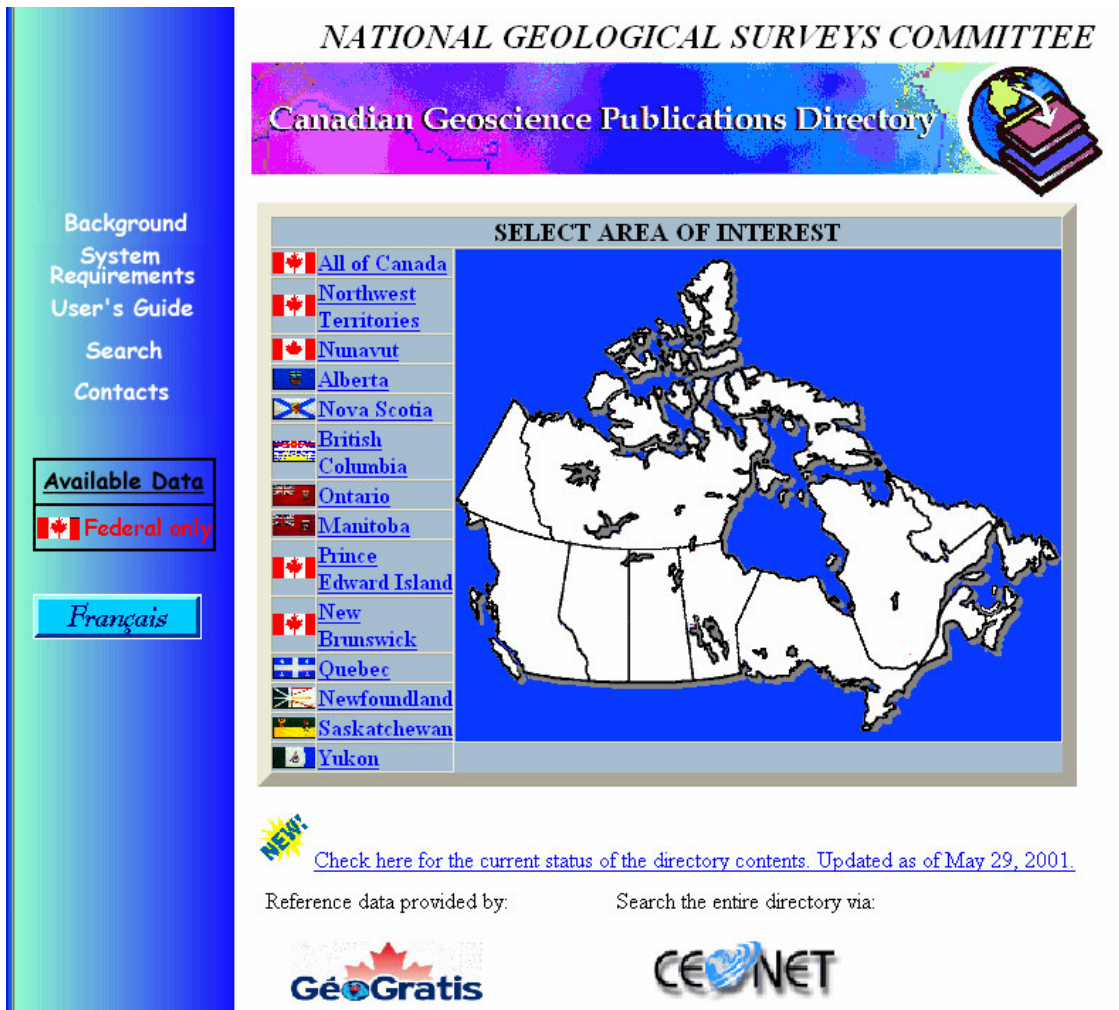 NATIONAL GEOLOGICAL SURVEYS COMMITTEE
Canadian Geoscience Publications Directory
Background
System
Requirements
User's Guide
Search
Contacts
Available Data
Federal only
Français
SELECT AREA OF INTEREST
All of Canada
Northwest
Territories
Nunavut
Alberta
Nova Scotia
British
Columbia
Ontario
Manitoba
Prince
Edward Island
New
Brunswick
Quebec
Newfoundland
Saskatchewan
Yukon
NEW!
Check here for the current status of the directory contents. Updated as of May 29, 2001.
Reference data provided by:
Search the entire directory via:
GéoGratis
CEONET